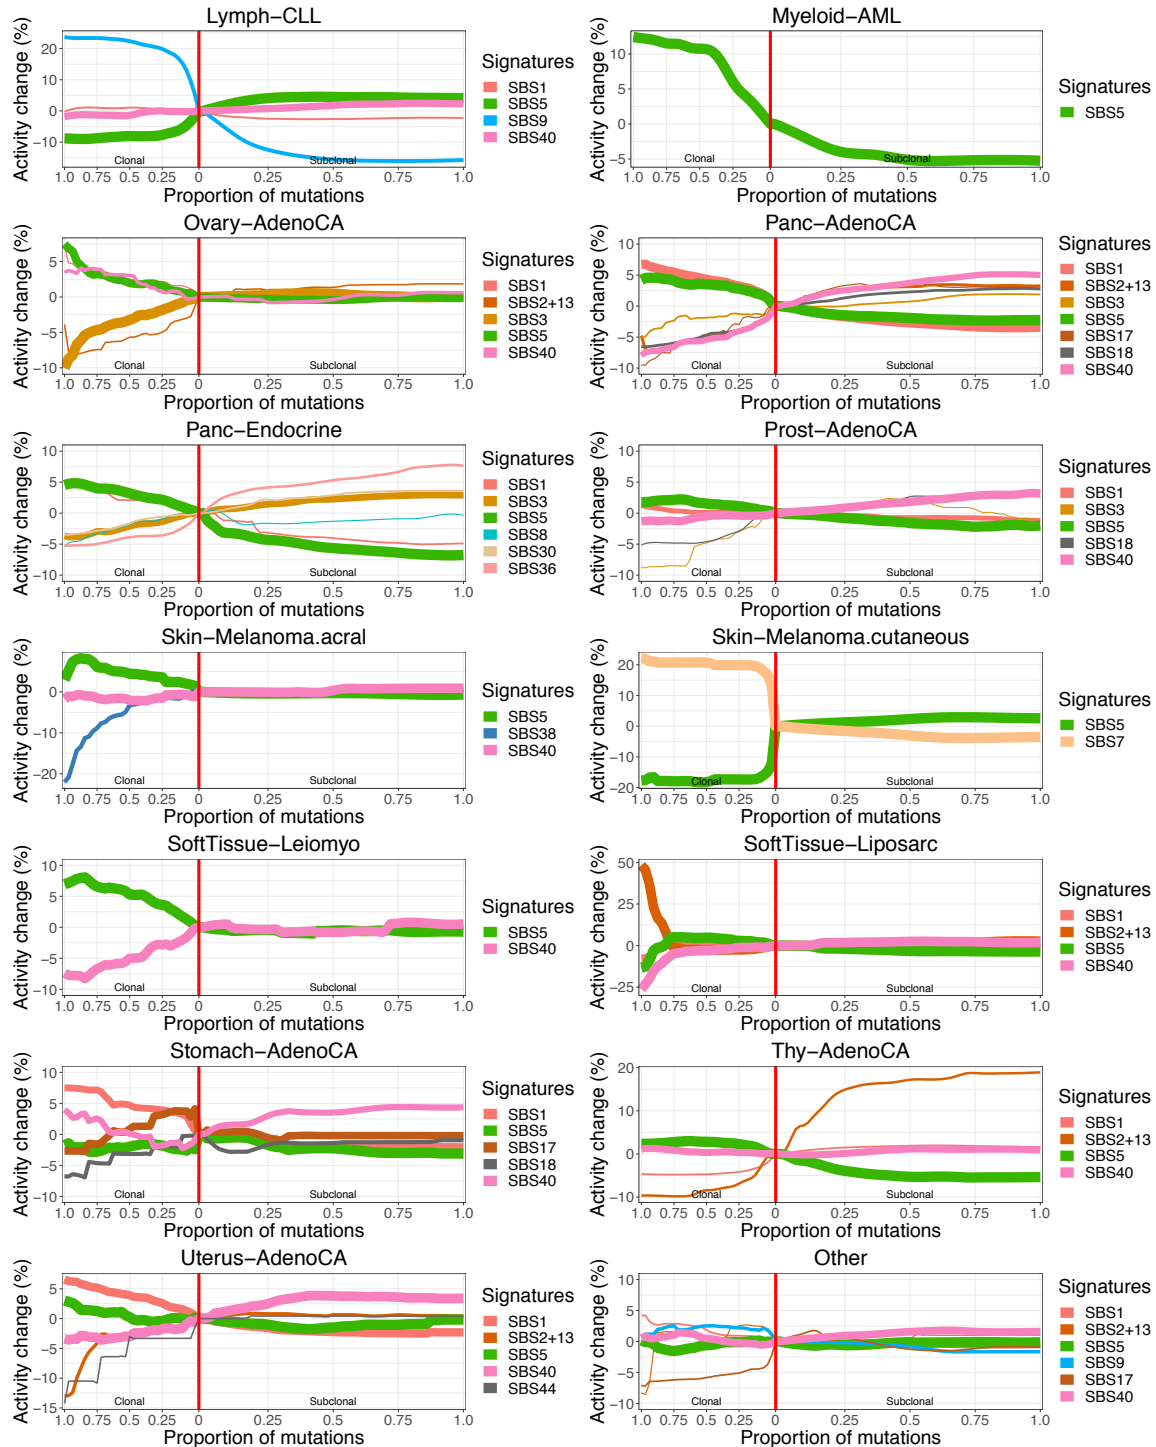 Lymph−CLL
Activity change (%)
20
10
0
−10
Clonal
Subclonal
1.0 0.75 0.5 0.25 0 0.25 0.5 0.75 1.0
Proportion of mutations
Signatures
SBS1
SBS5
SBS9
SBS40
Myeloid−AML
Activity change (%)
10
5
0
−5
Clonal
Subclonal
1.0 0.75 0.5 0.25 0 0.25 0.5 0.75 1.0
Proportion of mutations
Signatures
SBS5
Ovary−AdenoCA
Activity change (%)
5
0
−5
−10
Clonal
Subclonal
1.0 0.75 0.5 0.25 0 0.25 0.5 0.75 1.0
Proportion of mutations
Signatures
SBS1
SBS2+13
SBS3
SBS5
SBS40
Panc−AdenoCA
Activity change (%)
10
5
0
−5
−10
Clonal
Subclonal
1.0 0.75 0.5 0.25 0 0.25 0.5 0.75 1.0
Proportion of mutations
Signatures
SBS1
SBS2+13
SBS3
SBS5
SBS17
SBS18
SBS40
Panc−Endocrine
Activity change (%)
10
5
0
−5
−10
Clonal
Subclonal
1.0 0.75 0.5 0.25 0 0.25 0.5 0.75 1.0
Proportion of mutations
Signatures
SBS1
SBS3
SBS5
SBS8
SBS30
SBS36
Prost−AdenoCA
Activity change (%)
10
5
0
−5
−10
Clonal
Subclonal
1.0 0.75 0.5 0.25 0 0.25 0.5 0.75 1.0
Proportion of mutations
Signatures
SBS1
SBS3
SBS5
SBS18
SBS40
Skin−Melanoma.acral
Activity change (%)
0
−10
−20
Clonal
Subclonal
1.0 0.75 0.5 0.25 0 0.25 0.5 0.75 1.0
Proportion of mutations
Signatures
SBS5
SBS38
SBS40
Skin−Melanoma.cutaneous
Activity change (%)
20
10
0
−10
−20
Clonal
Subclonal
1.0 0.75 0.5 0.25 0 0.25 0.5 0.75 1.0
Proportion of mutations
Signatures
SBS5
SBS7
SoftTissue−Leiomyo
Activity change (%)
10
5
0
−5
−10
Clonal
Subclonal
1.0 0.75 0.5 0.25 0 0.25 0.5 0.75 1.0
Proportion of mutations
Signatures
SBS5
SBS40
SoftTissue−Liposarc
Activity change (%)
50
25
0
−25
Clonal
Subclonal
1.0 0.75 0.5 0.25 0 0.25 0.5 0.75 1.0
Proportion of mutations
Signatures
SBS1
SBS2+13
SBS5
SBS40
Stomach−AdenoCA
Activity change (%)
10
5
0
−5
−10
Clonal
Subclonal
1.0 0.75 0.5 0.25 0 0.25 0.5 0.75 1.0
Proportion of mutations
Signatures
SBS1
SBS5
SBS17
SBS18
SBS40
Thy−AdenoCA
Activity change (%)
20
10
0
−10
Clonal
Subclonal
1.0 0.75 0.5 0.25 0 0.25 0.5 0.75 1.0
Proportion of mutations
Signatures
SBS1
SBS2+13
SBS5
SBS40
Uterus−AdenoCA
Activity change (%)
5
0
−5
−10
−15
Clonal
Subclonal
1.0 0.75 0.5 0.25 0 0.25 0.5 0.75 1.0
Proportion of mutations
Signatures
SBS1
SBS2+13
SBS5
SBS40
SBS44
Other
Activity change (%)
10
5
0
−5
−10
Clonal
Subclonal
1.0 0.75 0.5 0.25 0 0.25 0.5 0.75 1.0
Proportion of mutations
Signatures
SBS1
SBS2+13
SBS5
SBS9
SBS17
SBS40